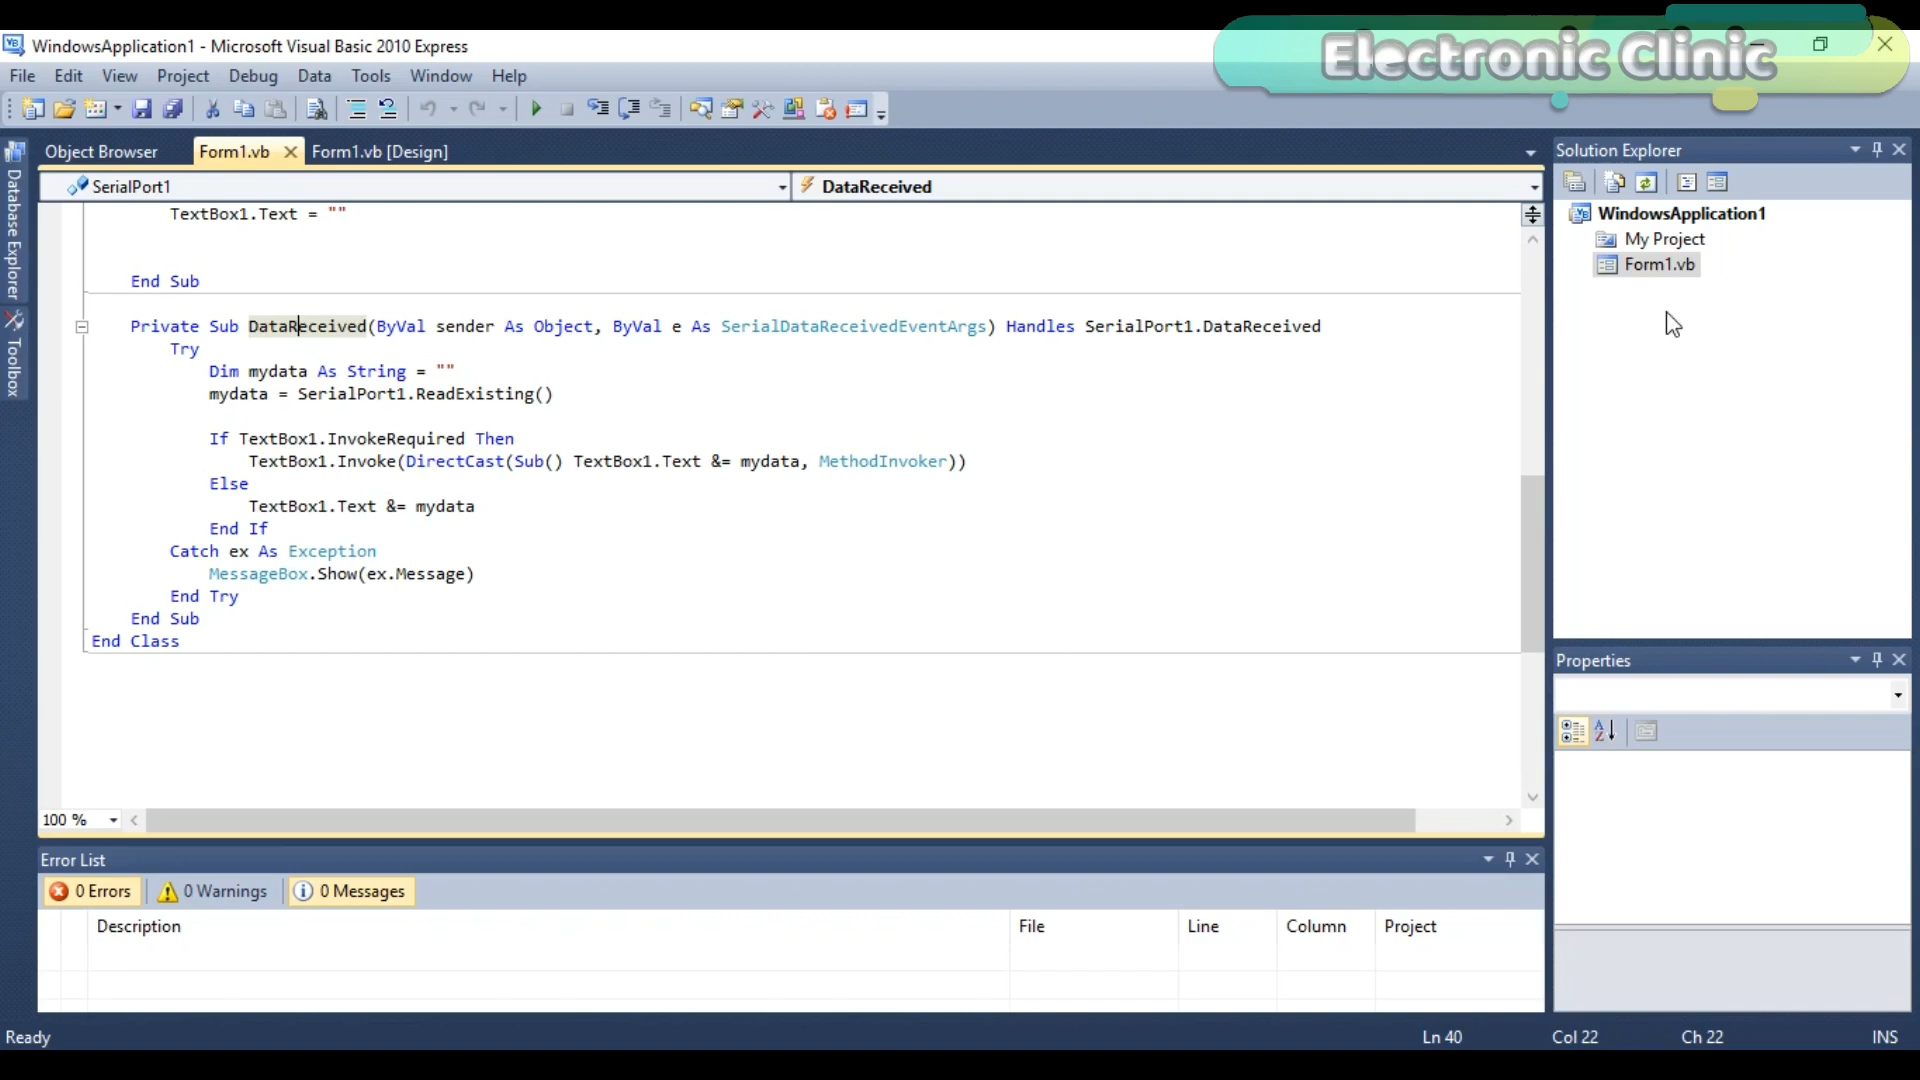 Electronic Clinic
WindowsApplication1 - Microsoft Visual Basic 2010 Express
File Edit View Project Debug Data Tools Window Help
Object Browser Form1.vb Form1.vb [Design]
SerialPort1 DataReceived
TextBox1.Text = ""
End Sub
Private Sub DataReceived(ByVal sender As Object, ByVal e As SerialDataReceivedEventArgs) Handles SerialPort1.DataReceived
Try
Dim mydata As String = ""
mydata = SerialPort1.ReadExisting()
If TextBox1.InvokeRequired Then
TextBox1.Invoke(DirectCast(Sub() TextBox1.Text &= mydata, MethodInvoker))
Else
TextBox1.Text &= mydata
End If
Catch ex As Exception
MessageBox.Show(ex.Message)
End Try
End Sub
End Class
100 %
Database Explorer
Toolbox
Solution Explorer
WindowsApplication1
My Project
Form1.vb
Properties
Error List
0 Errors 0 Warnings 0 Messages
Description File Line Column Project
Ready Ln 40 Col 22 Ch 22 INS